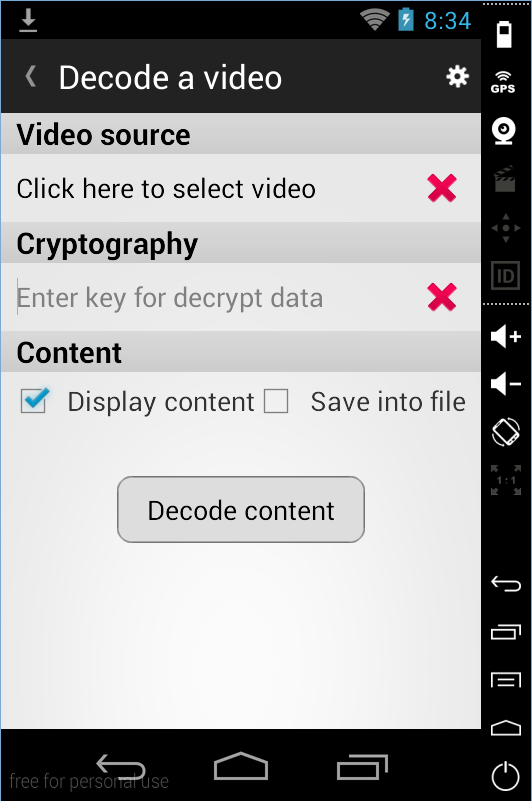 8:34
Decode a video
GPS
Video source
Click here to select video
Cryptography
Enter key for decrypt data
ID
Content
Display content Save into file
1:1
Decode content
free for personal use